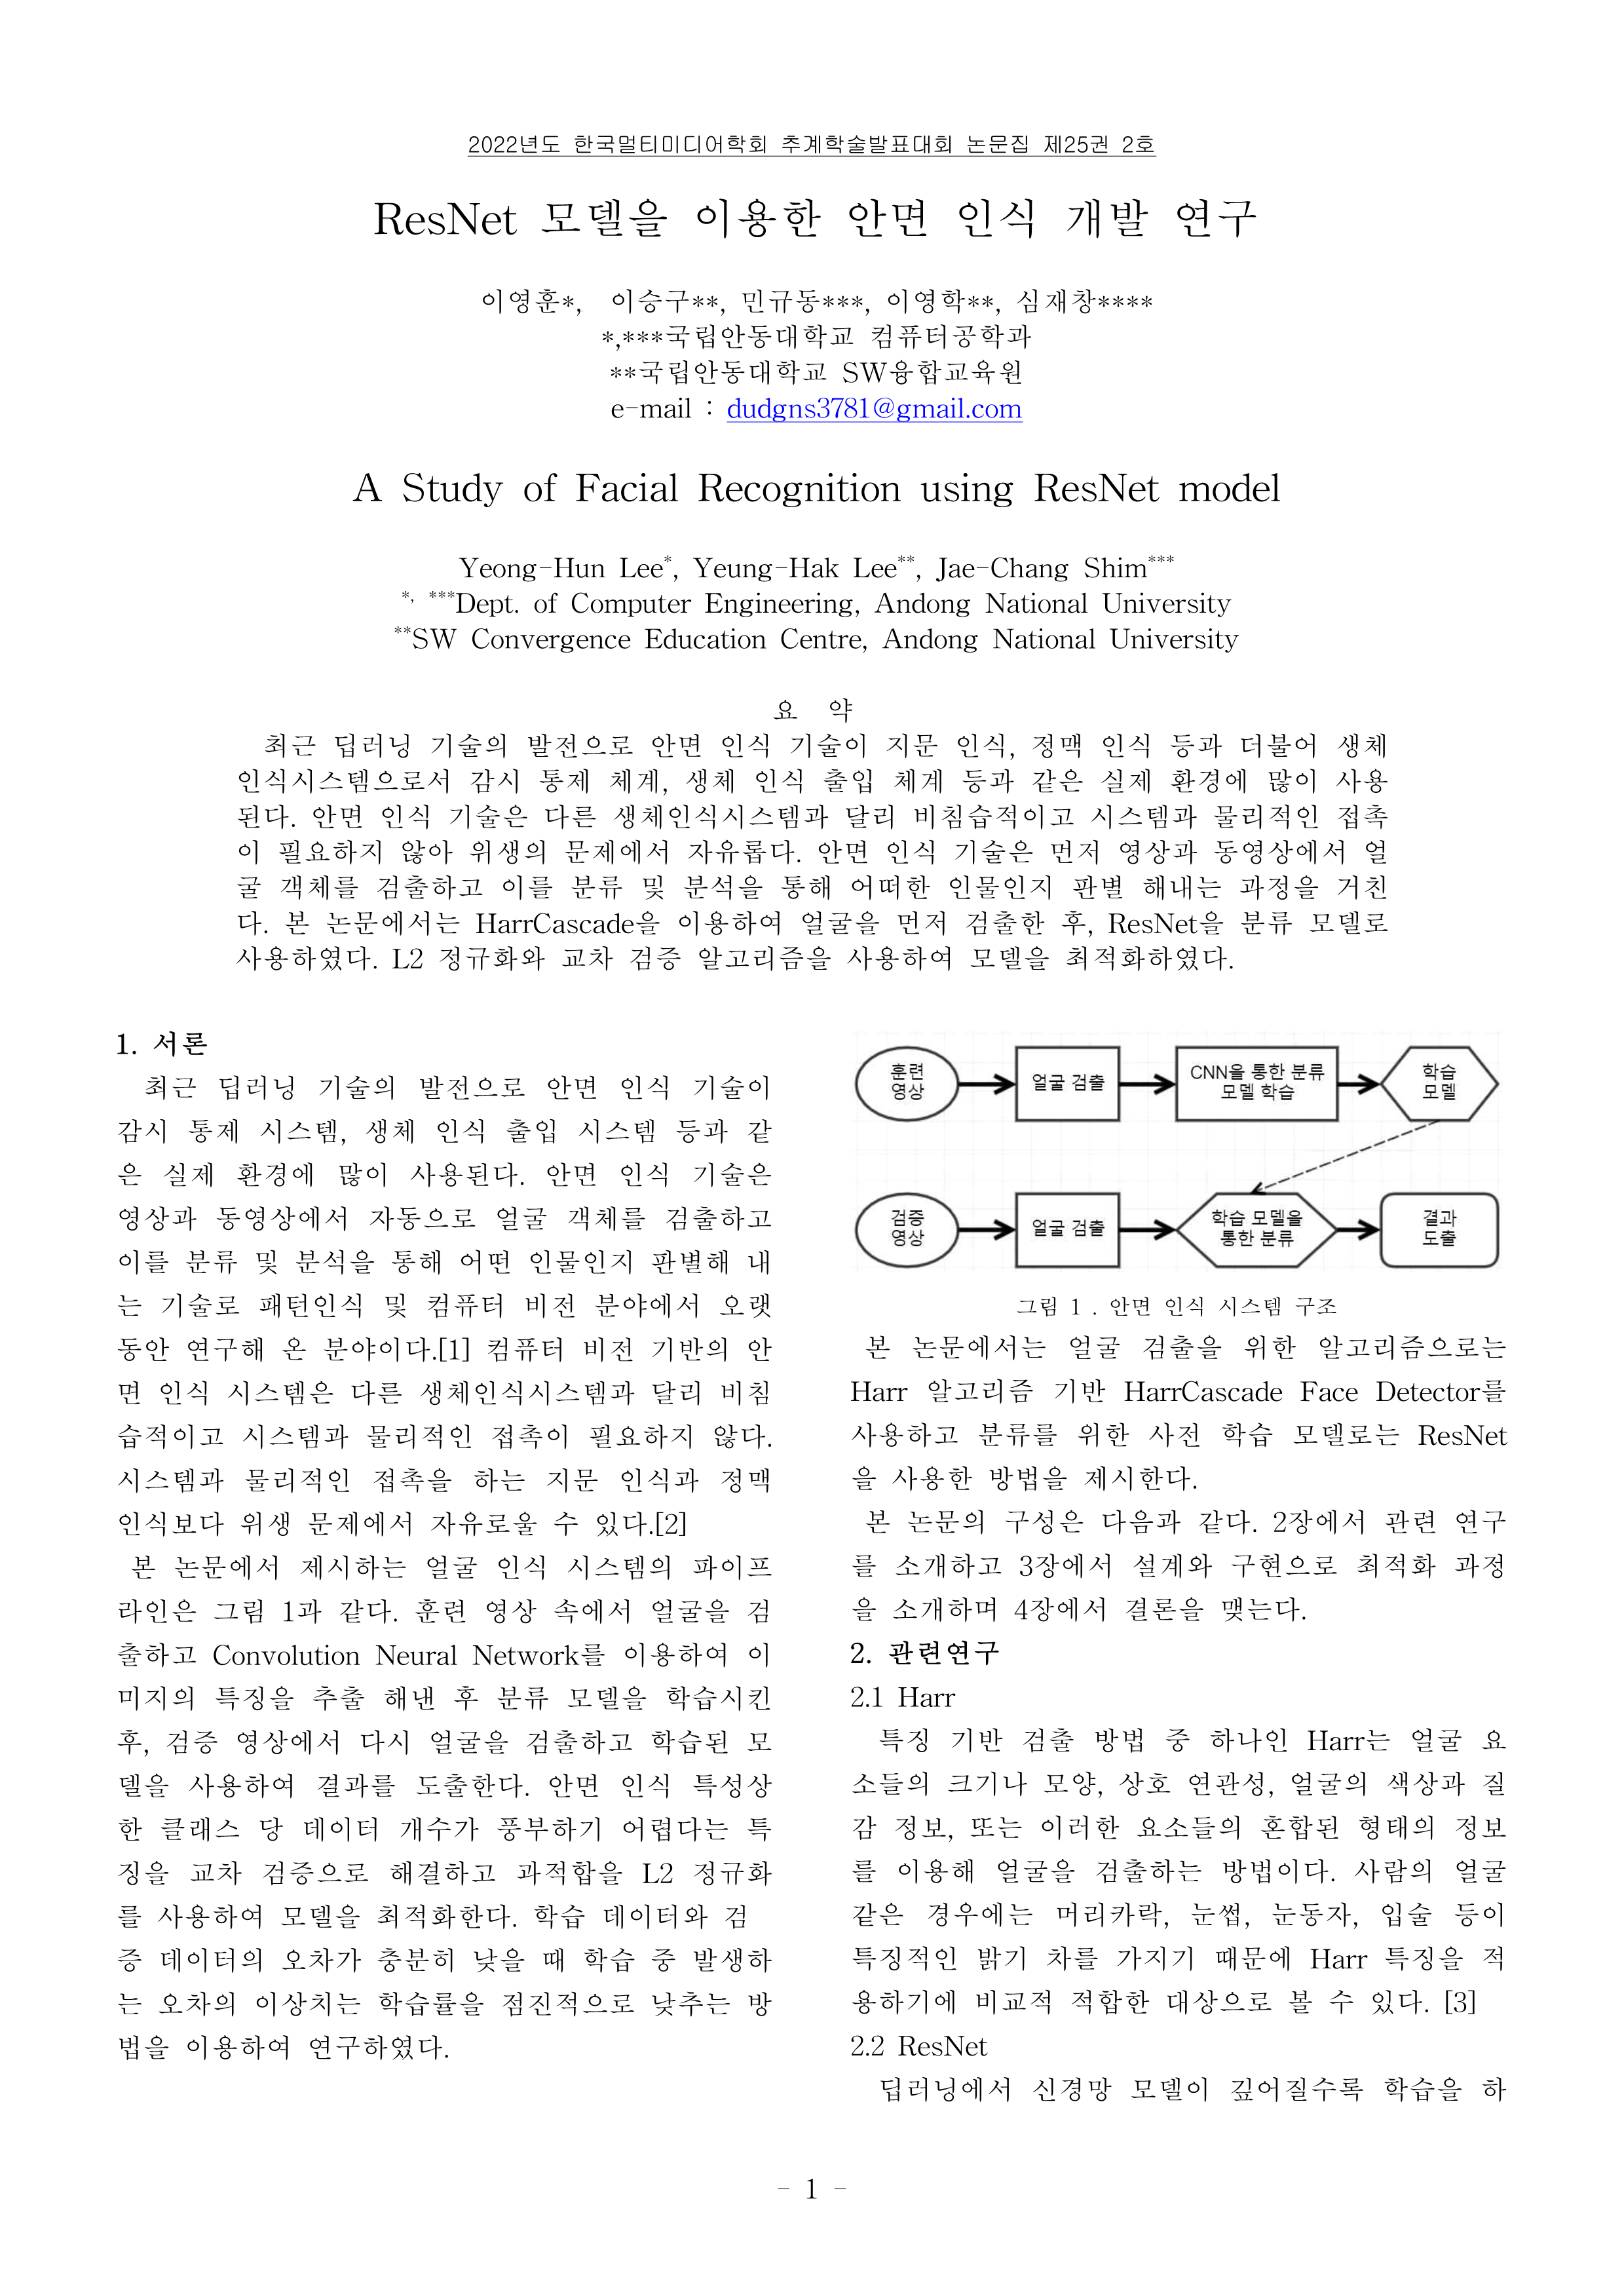 2022년도 한국멀티미디어학회 추계학술발표대회 논문집 제25권 2호
ResNet 모델을 이용한 안면 인식 개발 연구
이영훈*, 이승구**, 민규동***, 이영학**, 심재창****
*,***국립안동대학교 컴퓨터공학과
**국립안동대학교 SW융합교육원
e-mail : dudgns3781@gmail.com
A Study of Facial Recognition using ResNet model
Yeong-Hun Lee*, Yeung-Hak Lee**, Jae-Chang Shim***
*, ***Dept. of Computer Engineering, Andong National University
**SW Convergence Education Centre, Andong National University
요 약
최근 딥러닝 기술의 발전으로 안면 인식 기술이 지문 인식, 정맥 인식 등과 더불어 생체
인식시스템으로서 감시 통제 체계, 생체 인식 출입 체계 등과 같은 실제 환경에 많이 사용
된다. 안면 인식 기술은 다른 생체인식시스템과 달리 비침습적이고 시스템과 물리적인 접촉
이 필요하지 않아 위생의 문제에서 자유롭다. 안면 인식 기술은 먼저 영상과 동영상에서 얼
굴 객체를 검출하고 이를 분류 및 분석을 통해 어떠한 인물인지 판별 해내는 과정을 거친
다. 본 논문에서는 HarrCascade을 이용하여 얼굴을 먼저 검출한 후, ResNet을 분류 모델로
사용하였다. L2 정규화와 교차 검증 알고리즘을 사용하여 모델을 최적화하였다.
1. 서론
최근 딥러닝 기술의 발전으로 안면 인식 기술이
감시 통제 시스템, 생체 인식 출입 시스템 등과 같
은 실제 환경에 많이 사용된다. 안면 인식 기술은
영상과 동영상에서 자동으로 얼굴 객체를 검출하고
이를 분류 및 분석을 통해 어떤 인물인지 판별해 내
는 기술로 패턴인식 및 컴퓨터 비전 분야에서 오랫
동안 연구해 온 분야이다.[1] 컴퓨터 비전 기반의 안
면 인식 시스템은 다른 생체인식시스템과 달리 비침
습적이고 시스템과 물리적인 접촉이 필요하지 않다.
시스템과 물리적인 접촉을 하는 지문 인식과 정맥
인식보다 위생 문제에서 자유로울 수 있다.[2]
본 논문에서 제시하는 얼굴 인식 시스템의 파이프
라인은 그림 1과 같다. 훈련 영상 속에서 얼굴을 검
출하고 Convolution Neural Network를 이용하여 이
미지의 특징을 추출 해낸 후 분류 모델을 학습시킨
후, 검증 영상에서 다시 얼굴을 검출하고 학습된 모
델을 사용하여 결과를 도출한다. 안면 인식 특성상
한 클래스 당 데이터 개수가 풍부하기 어렵다는 특
징을 교차 검증으로 해결하고 과적합을 L2 정규화
를 사용하여 모델을 최적화한다. 학습 데이터와 검
증 데이터의 오차가 충분히 낮을 때 학습 중 발생하
는 오차의 이상치는 학습률을 점진적으로 낮추는 방
법을 이용하여 연구하였다.
훈련
영상
얼굴 검출
CNN을 통한 분류
모델 학습
학습
모델
검증
영상
얼굴 검출
학습 모델을
통한 분류
결과
도출
그림 1 . 안면 인식 시스템 구조
본 논문에서는 얼굴 검출을 위한 알고리즘으로는
Harr 알고리즘 기반 HarrCascade Face Detector를
사용하고 분류를 위한 사전 학습 모델로는 ResNet
을 사용한 방법을 제시한다.
본 논문의 구성은 다음과 같다. 2장에서 관련 연구
를 소개하고 3장에서 설계와 구현으로 최적화 과정
을 소개하며 4장에서 결론을 맺는다.
2. 관련연구
2.1 Harr
특징 기반 검출 방법 중 하나인 Harr는 얼굴 요
소들의 크기나 모양, 상호 연관성, 얼굴의 색상과 질
감 정보, 또는 이러한 요소들의 혼합된 형태의 정보
를 이용해 얼굴을 검출하는 방법이다. 사람의 얼굴
같은 경우에는 머리카락, 눈썹, 눈동자, 입술 등이
특징적인 밝기 차를 가지기 때문에 Harr 특징을 적
용하기에 비교적 적합한 대상으로 볼 수 있다. [3]
2.2 ResNet
딥러닝에서 신경망 모델이 깊어질수록 학습을 하
- 1 -